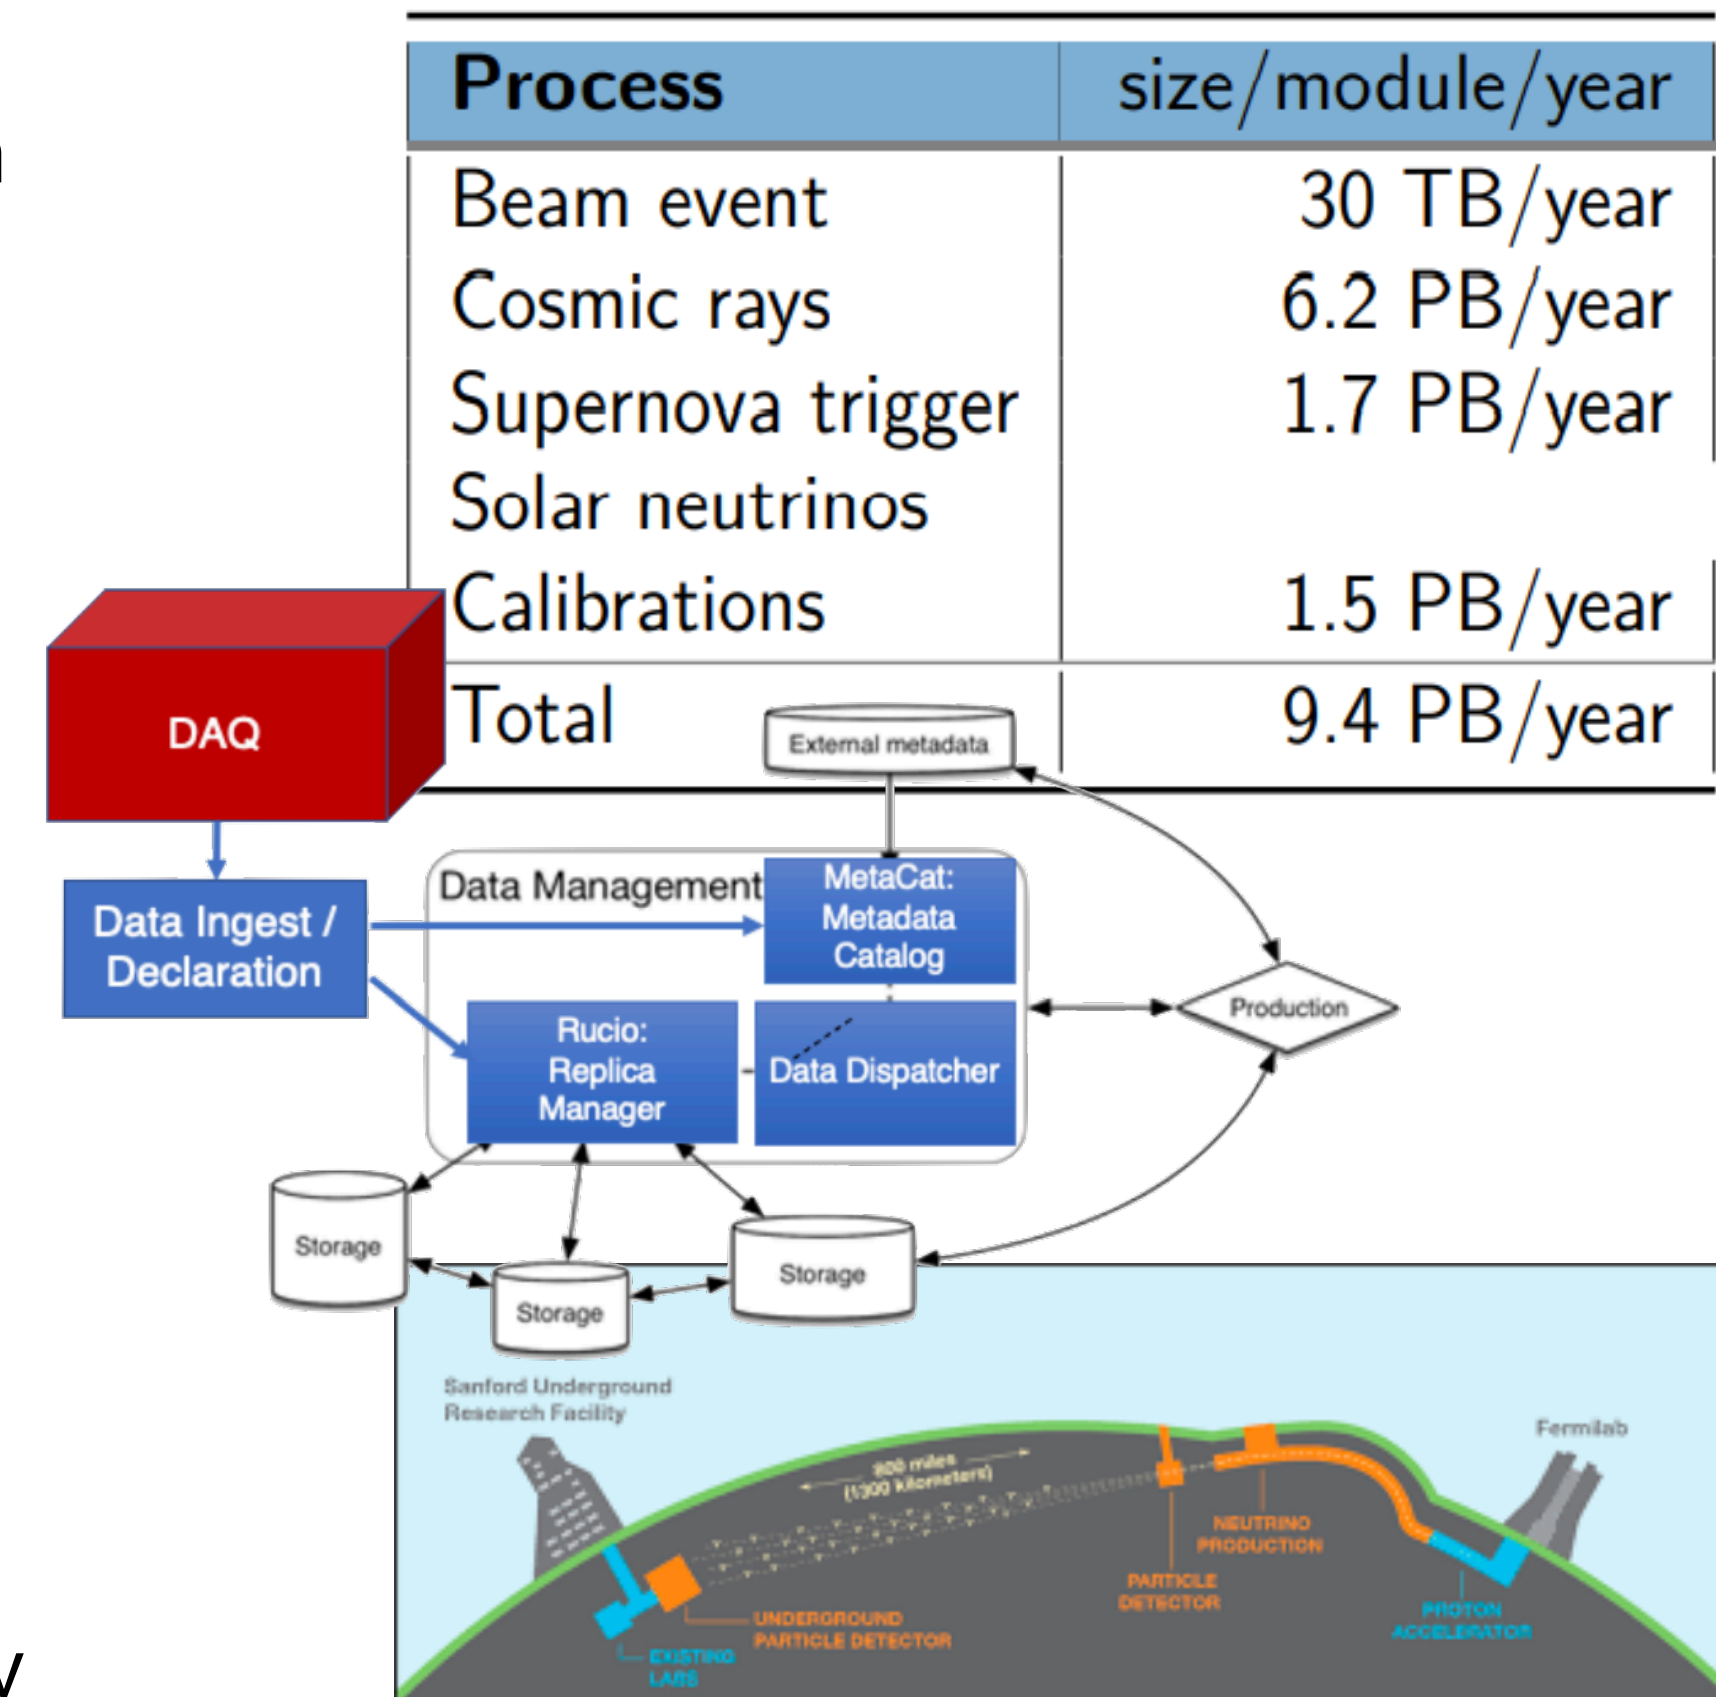 Process size/module/year
Beam event 30 TB/year
Cosmic rays 6.2 PB/year
Supernova trigger 1.7 PB/year
Solar neutrinos
Calibrations 1.5 PB/year
Total 9.4 PB/year
DAQ
External metadata
Data Ingest /
Declaration
Data Management
MetaCat:
Metadata
Catalog
Production
Rucio:
Replica
Manager
Data Dispatcher
Storage
Storage
Storage
Sanford Underground
Research Facility
Fermilab
800 miles
(1300 kilometers)
NEUTRINO
PRODUCTION
PARTICLE
DETECTOR
PROTON
ACCELERATOR
UNDERGROUND
PARTICLE DETECTOR
EXISTING
LABS